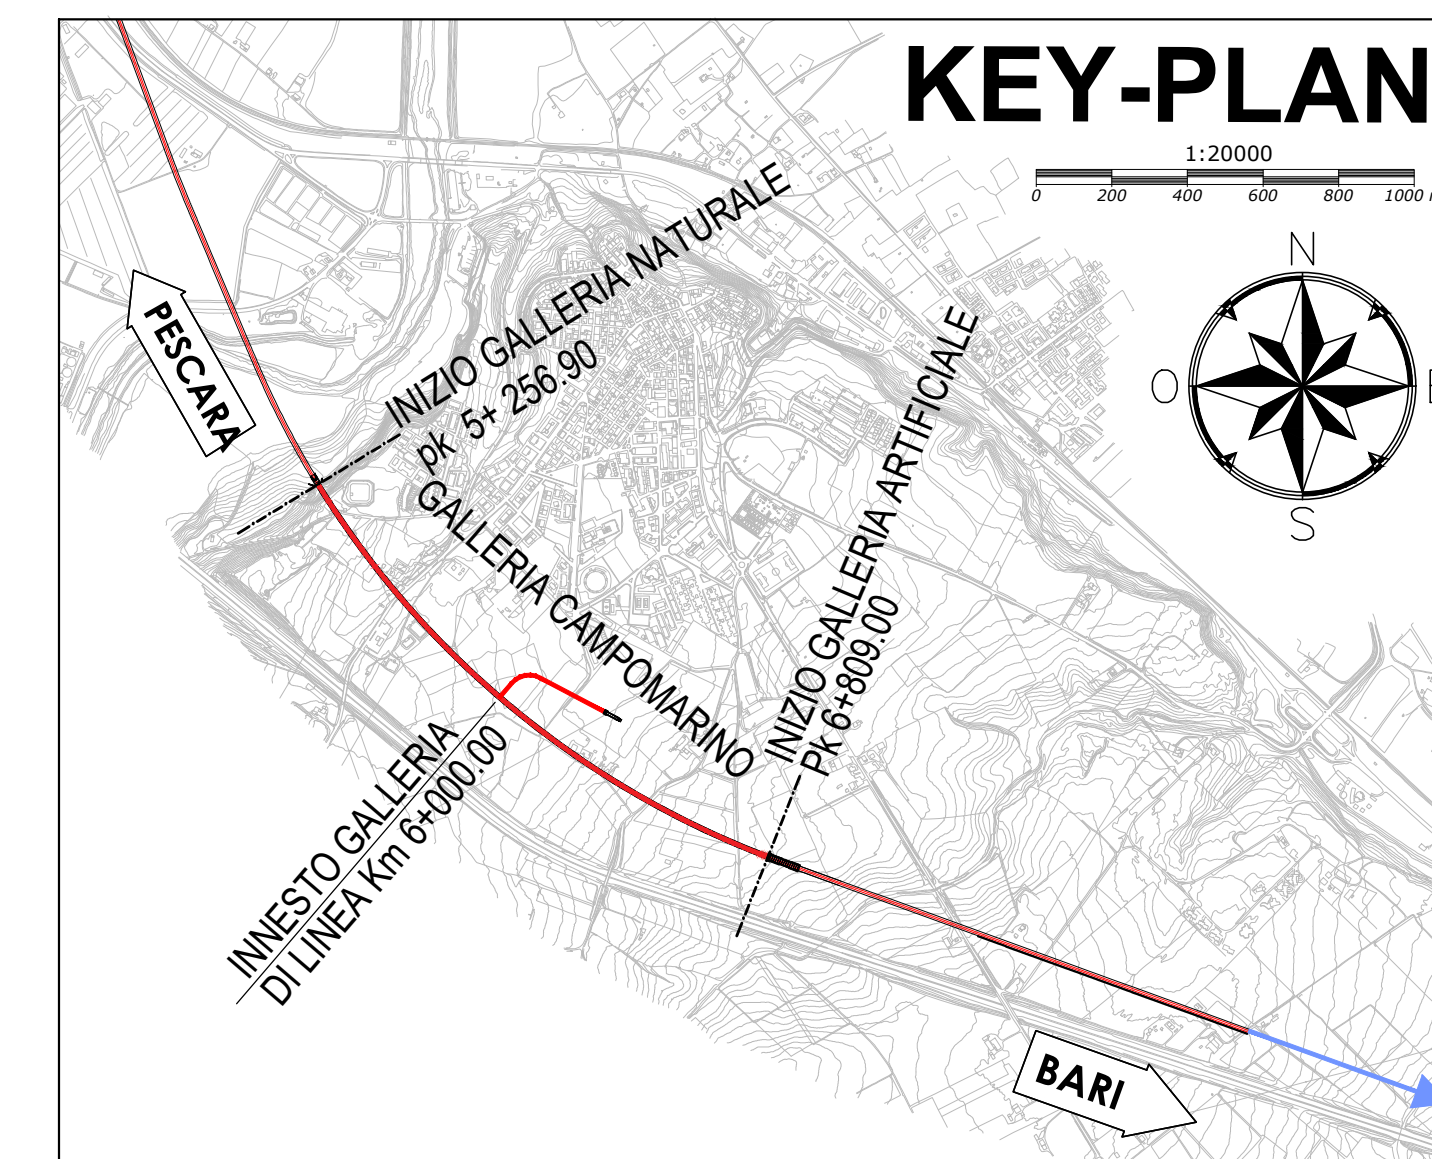 KEY-PLAN
1:20000
0 200 400 600 800 1000
N
O
S
PESCARA
INIZIO GALLERIA NATURALE
pk 5+ 256.90
GALLERIA CAMPOMARINO
INIZIO GALLERIA ARTIFICIALE
Pk 6+809.00
INNESTO GALLERIA
DI LINEA Km 6+000.00
BARI